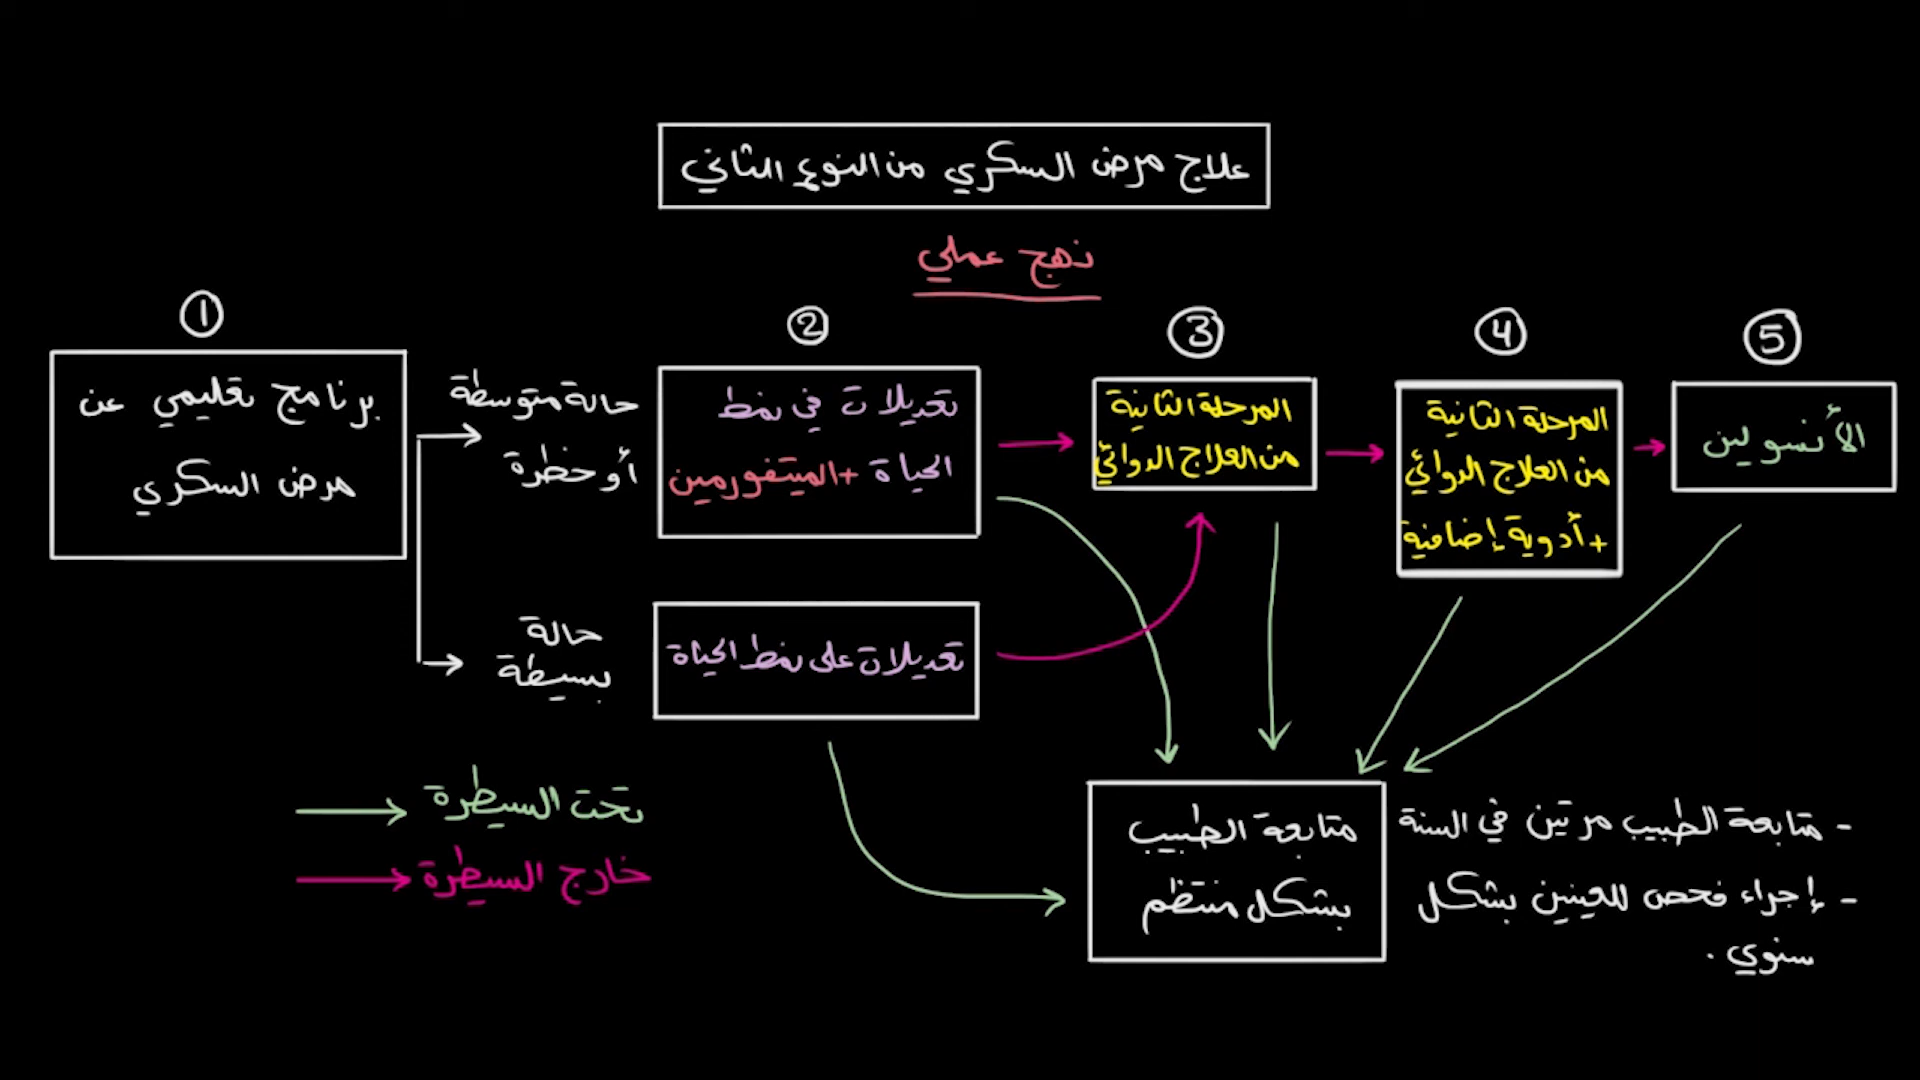 علاج مرض السكري من النوع الثاني
نهج عملي
1
برنامج تعليمي عن
مرض السكري
حالة متوسطة
أو خطرة
حالة
بسيطة
2
تعديلات في نمط
الحياة + الميتفورمين
تعديلات على نمط الحياة
3
المرحلة الثانية
من العلاج الدوائي
4
المرحلة الثانية
من العلاج الدوائي
+ أدوية إضافية
5
الأنسولين
تحت السيطرة
خارج السيطرة
متابعة الطبيب
بشكل منتظم
- متابعة الطبيب مرتين في السنة
- إجراء فحص للعينين بشكل
سنوي .